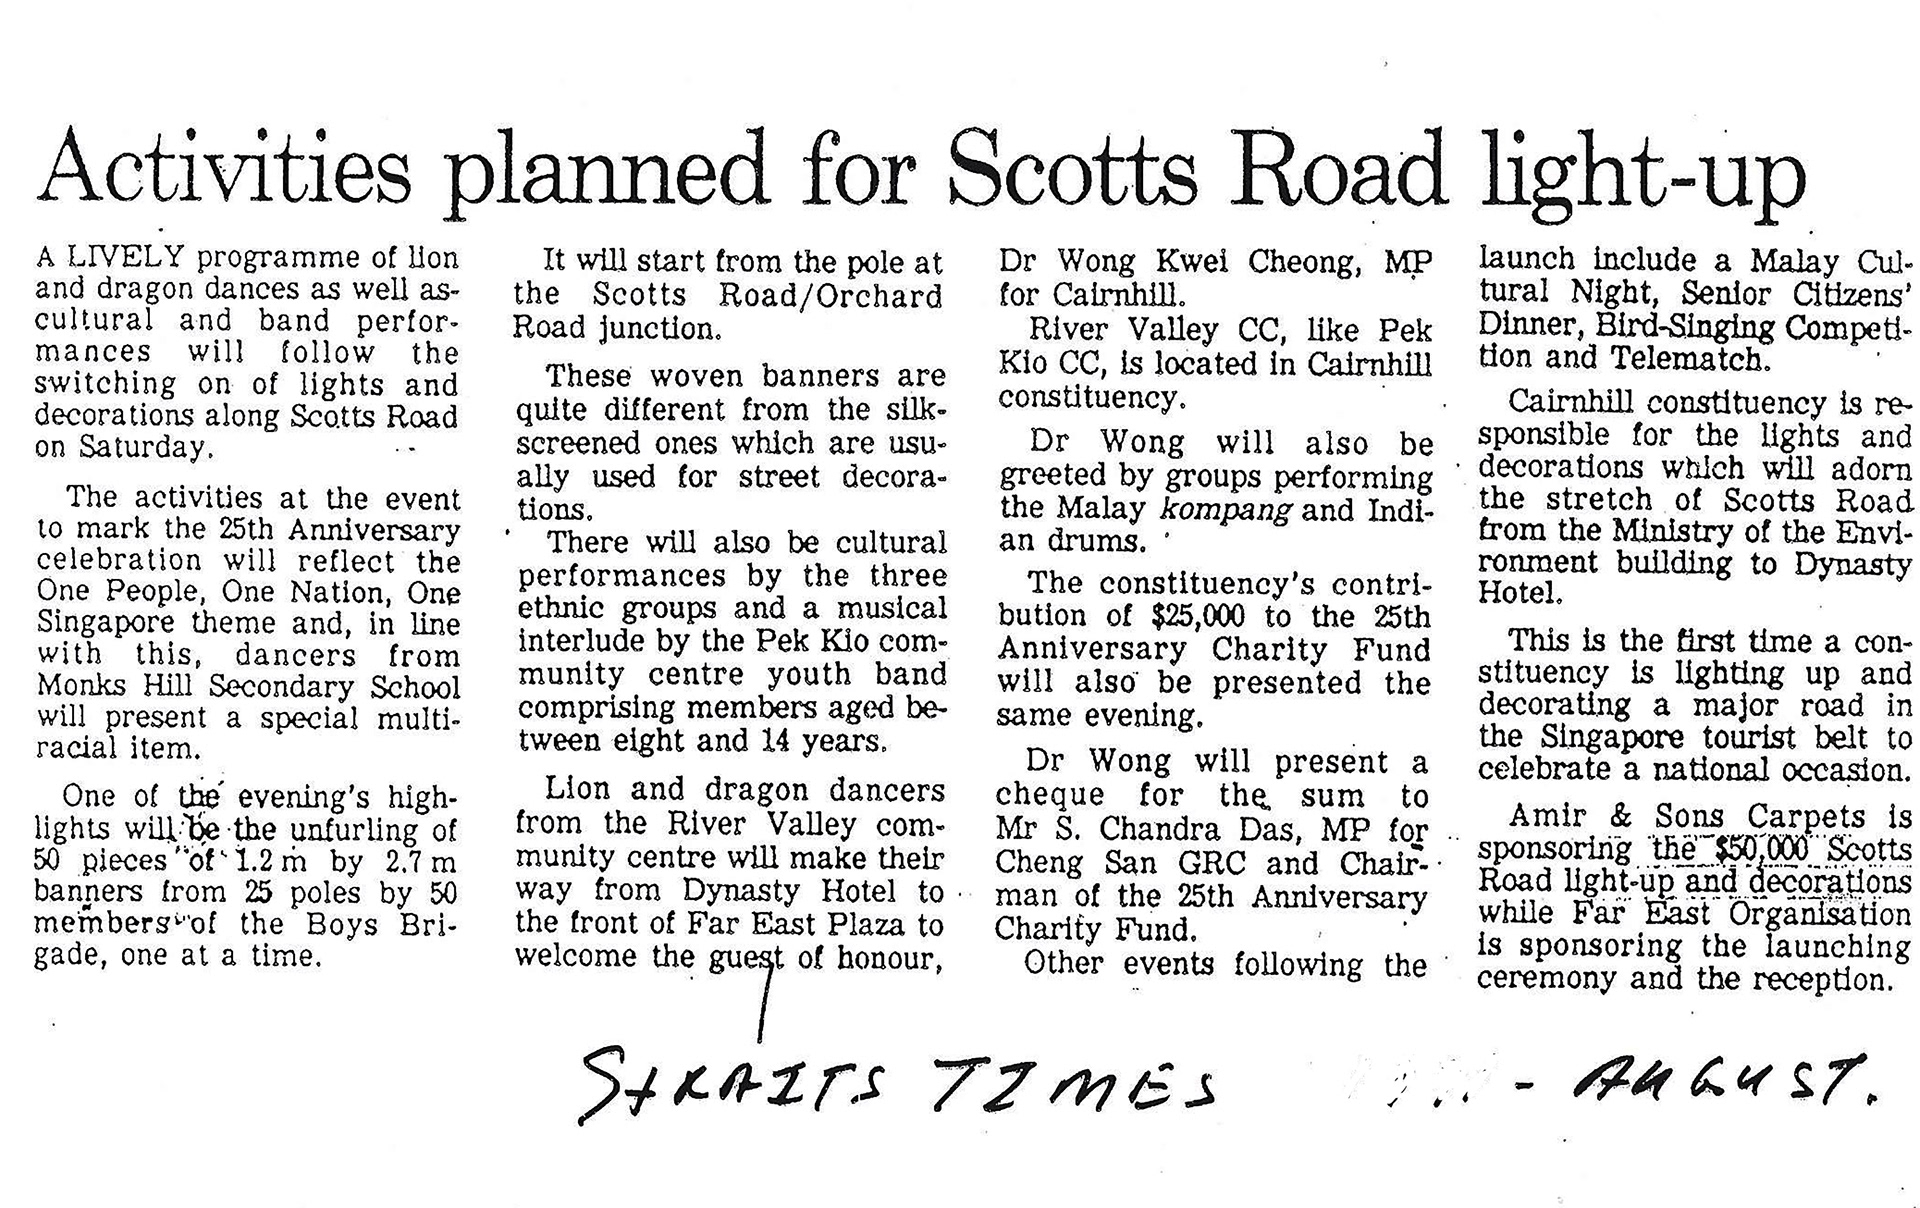 Activities planned for Scotts Road light-up
A LIVELY programme of lion
and dragon dances as well as-
cultural and band perfor-
mances will follow the
switching on of lights and
decorations along Scotts Road
on Saturday.
The activities at the event
to mark the 25th Anniversary
celebration will reflect the
One People, One Nation, One
Singapore theme and, in line
with this, dancers from
Monks Hill Secondary School
will present a special multi-
racial item.
One of the evening's high-
lights will be the unfurling of
50 pieces of 1.2 m by 2.7 m
banners from 25 poles by 50
members of the Boys Bri-
gade, one at a time.
It will start from the pole at
the Scotts Road/Orchard
Road junction.
These woven banners are
quite different from the silk-
screened ones which are usu-
ally used for street decora-
tions.
There will also be cultural
performances by the three
ethnic groups and a musical
interlude by the Pek Kio com-
munity centre youth band
comprising members aged be-
tween eight and 14 years.
Lion and dragon dancers
from the River Valley com-
munity centre will make their
way from Dynasty Hotel to
the front of Far East Plaza to
welcome the guest of honour,
Dr Wong Kwei Cheong, MP
for Cairnhill.
River Valley CC, like Pek
Kio CC, is located in Cairnhill
constituency.
Dr Wong will also be
greeted by groups performing
the Malay kompang and Indi-
an drums.
The constituency's contri-
bution of $25,000 to the 25th
Anniversary Charity Fund
will also be presented the
same evening.
Dr Wong will present a
cheque for the sum to
Mr S. Chandra Das, MP for
Cheng San GRC and Chair-
man of the 25th Anniversary
Charity Fund.
Other events following the
launch include a Malay Cul-
tural Night, Senior Citizens'
Dinner, Bird-Singing Competi-
tion and Telematch.
Cairnhill constituency is re-
sponsible for the lights and
decorations which will adorn
the stretch of Scotts Road
from the Ministry of the Envi-
ronment building to Dynasty
Hotel.
This is the first time a con-
stituency is lighting up and
decorating a major road in
the Singapore tourist belt to
celebrate a national occasion.
Amir & Sons Carpets is
sponsoring the $50,000 Scotts
Road light-up and decorations
while Far East Organisation
is sponsoring the launching
ceremony and the reception.
STRAITS TIMES - AUGUST.